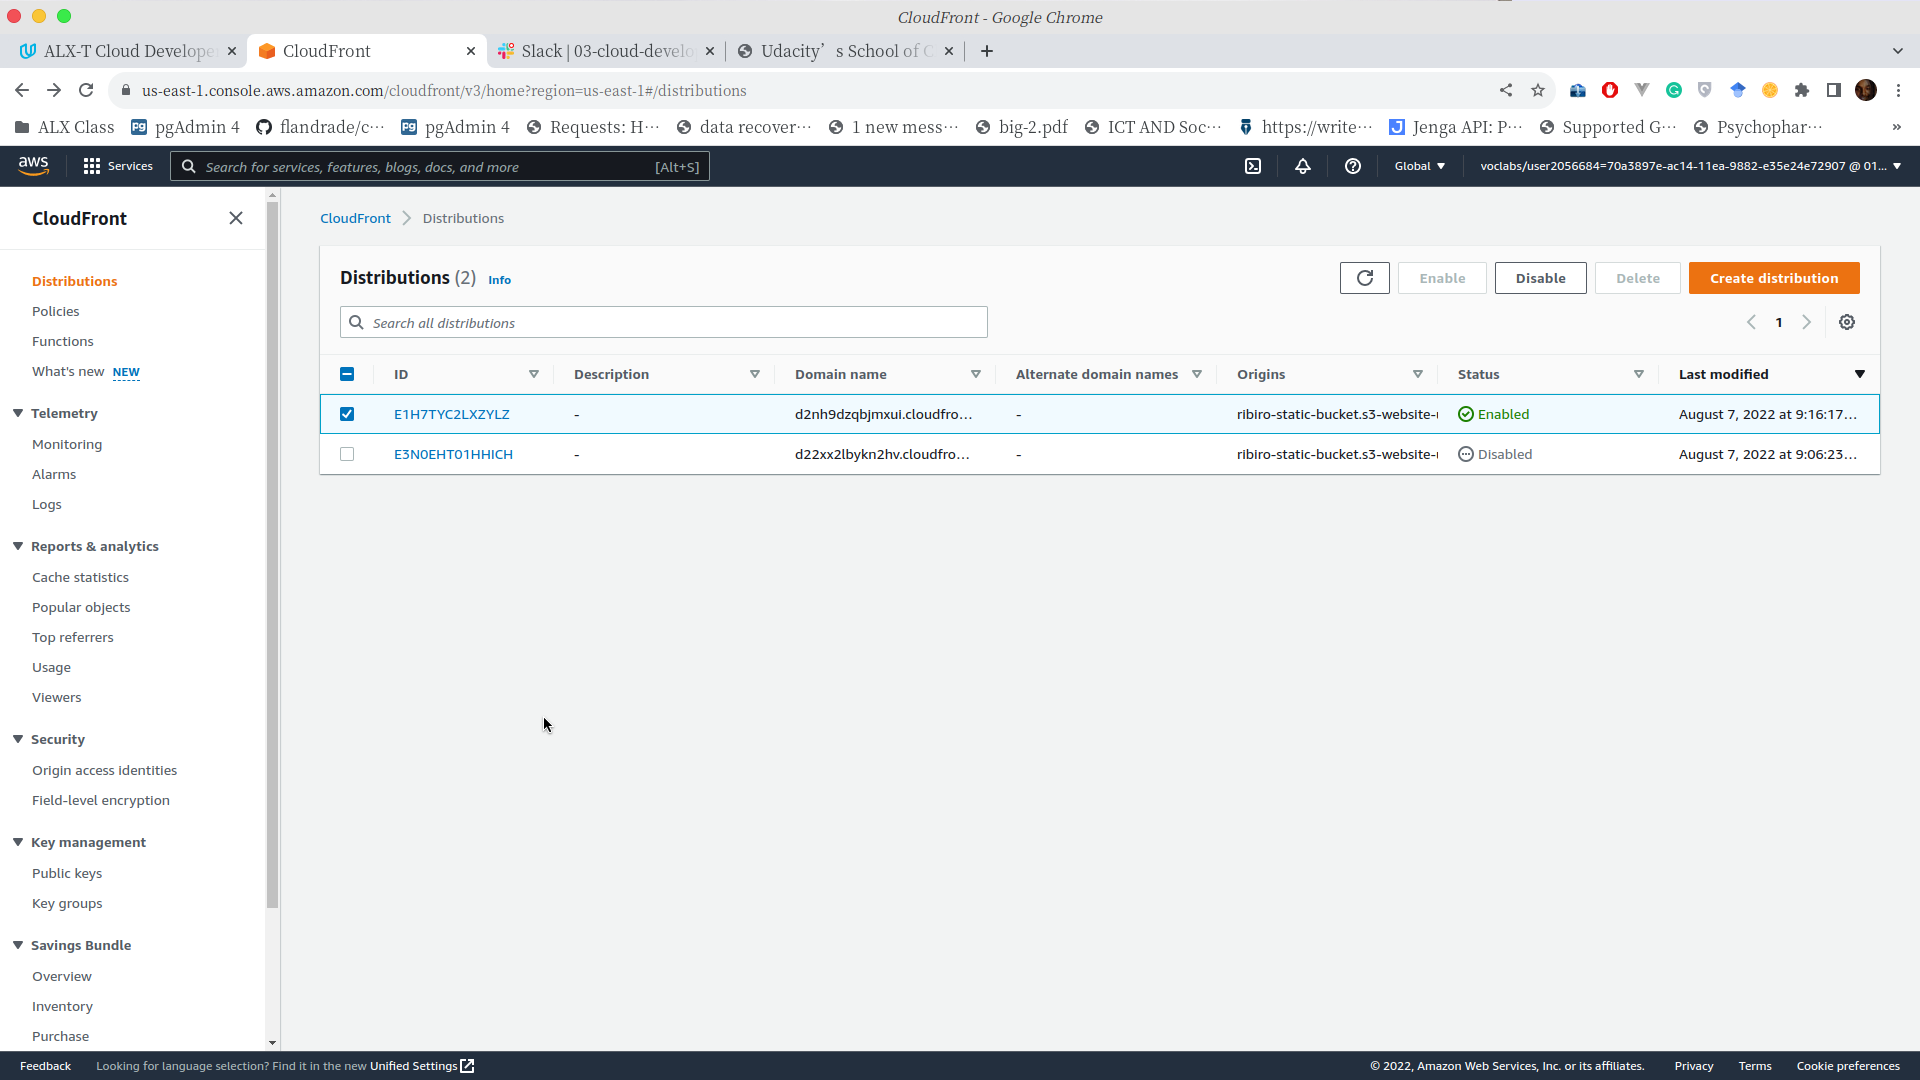 CloudFront - Google Chrome
ALX-T Cloud Develope
CloudFront
Slack | 03-cloud-develo
Udacity’s School of C
us-east-1.console.aws.amazon.com/cloudfront/v3/home?region=us-east-1#/distributions
ALX Class
pgAdmin 4
flandrade/c…
pgAdmin 4
Requests: H…
data recover…
1 new mess…
big-2.pdf
ICT AND Soc…
https://write…
Jenga API: P…
Supported G…
Psychophar…
»
aws
Services
Search for services, features, blogs, docs, and more [Alt+S]
Global
voclabs/user2056684=70a3897e-ac14-11ea-9882-e35e24e72907 @ 01...
CloudFront
Distributions
Policies
Functions
What's new NEW
Telemetry
Monitoring
Alarms
Logs
Reports & analytics
Cache statistics
Popular objects
Top referrers
Usage
Viewers
Security
Origin access identities
Field-level encryption
Key management
Public keys
Key groups
Savings Bundle
Overview
Inventory
Purchase
CloudFront > Distributions
Distributions (2) Info
Enable
Disable
Delete
Create distribution
Search all distributions
1
ID Description Domain name Alternate domain names Origins Status Last modified
E1H7TYC2LXZYLZ - d2nh9dzqbjmxui.cloudfro… - ribiro-static-bucket.s3-website- Enabled August 7, 2022 at 9:16:17…
E3N0EHT01HHICH - d22xx2lbykn2hv.cloudfro… - ribiro-static-bucket.s3-website- Disabled August 7, 2022 at 9:06:23…
Feedback
Looking for language selection? Find it in the new Unified Settings
© 2022, Amazon Web Services, Inc. or its affiliates.
Privacy
Terms
Cookie preferences